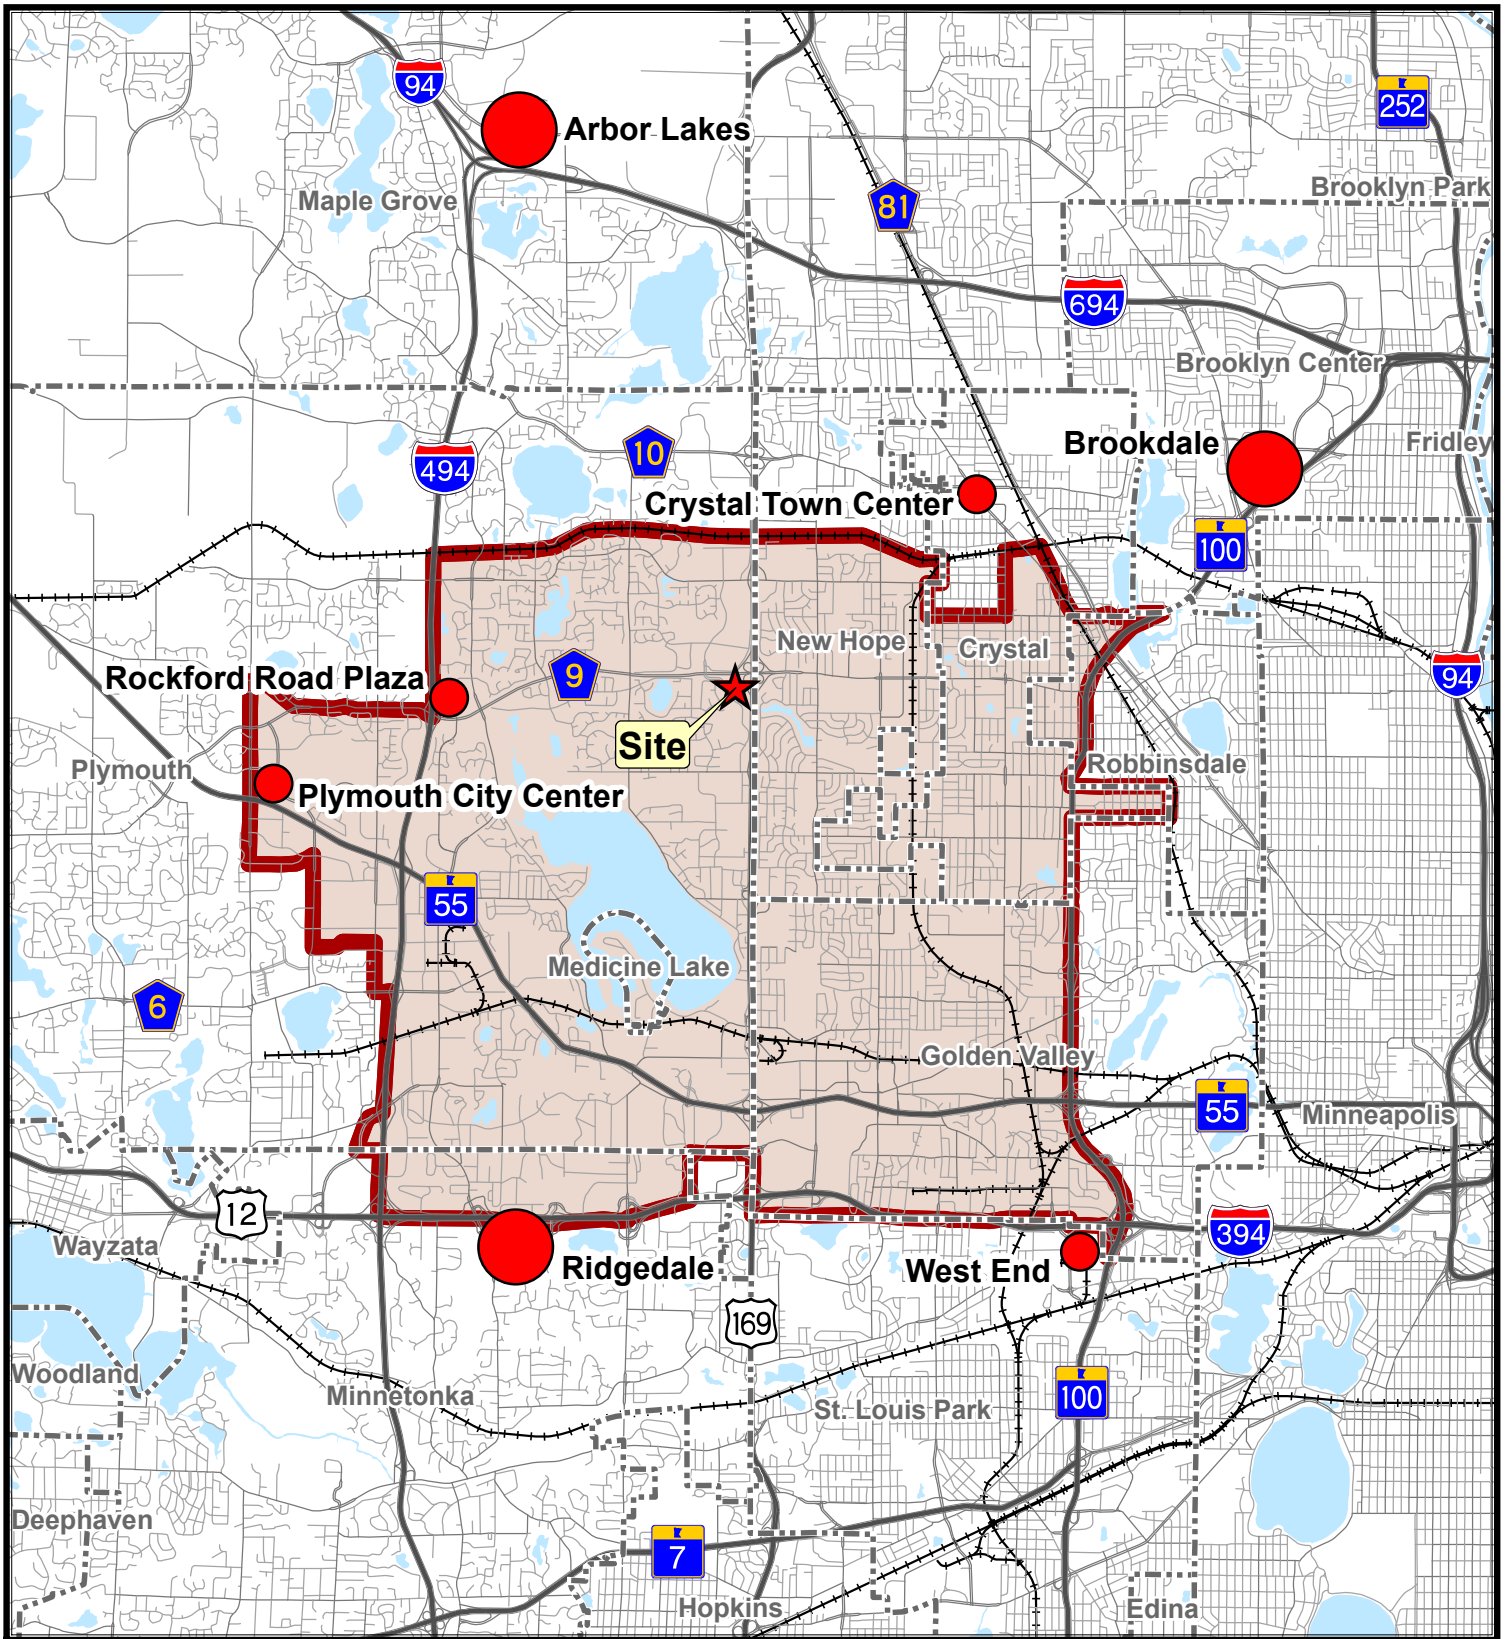 94
Arbor Lakes
252
Maple Grove
Brooklyn Park
81
694
Brooklyn Center
Brookdale
Fridley
10
494
Crystal Town Center
100
New Hope
Crystal
Rockford Road Plaza
9
94
Site
Plymouth
Robbinsdale
Plymouth City Center
55
Medicine Lake
6
Golden Valley
55
Minneapolis
12
394
Wayzata
Ridgedale
West End
169
Woodland
Minnetonka
100
St. Louis Park
Deephaven
7
Hopkins
Edina